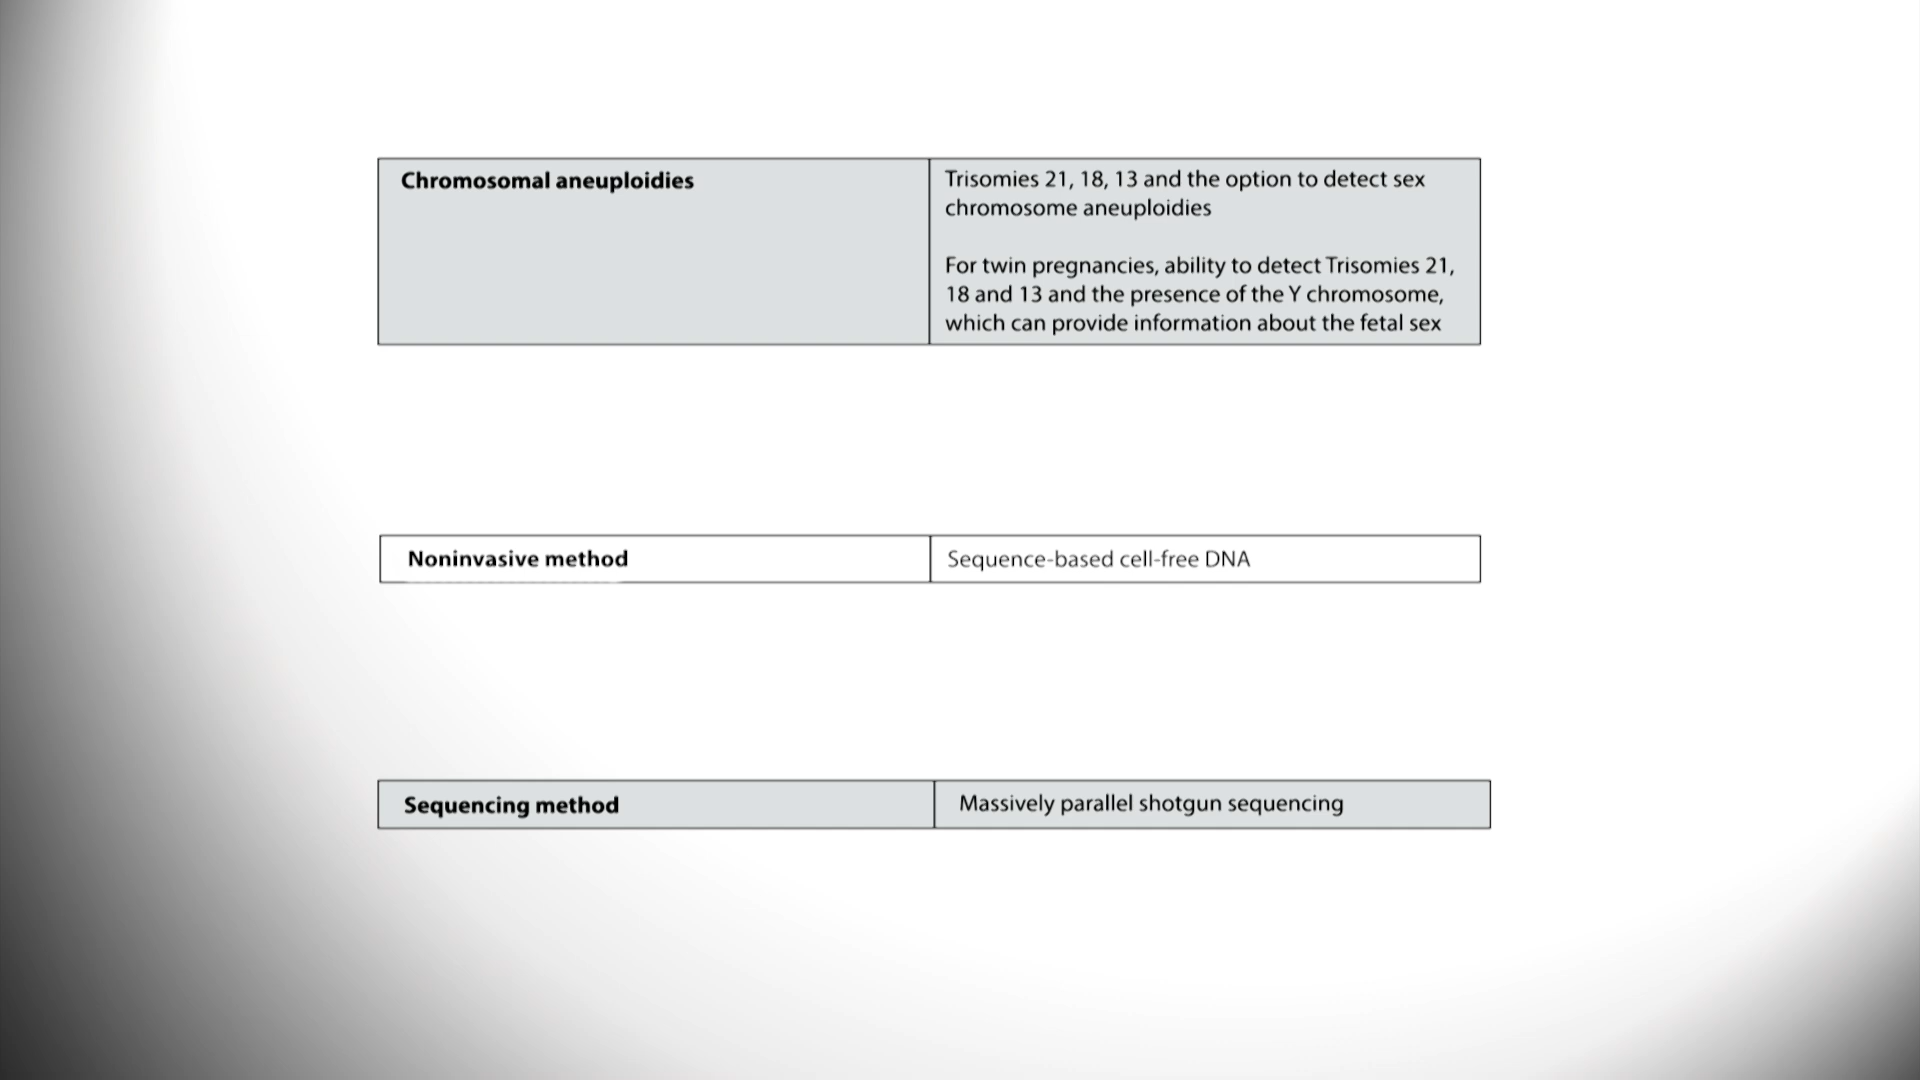 Chromosomal aneuploidies
Trisomies 21, 18, 13 and the option to detect sex
chromosome aneuploidies
For twin pregnancies, ability to detect Trisomies 21,
18 and 13 and the presence of the Y chromosome,
which can provide information about the fetal sex
Noninvasive method
Sequence-based cell-free DNA
Sequencing method
Massively parallel shotgun sequencing